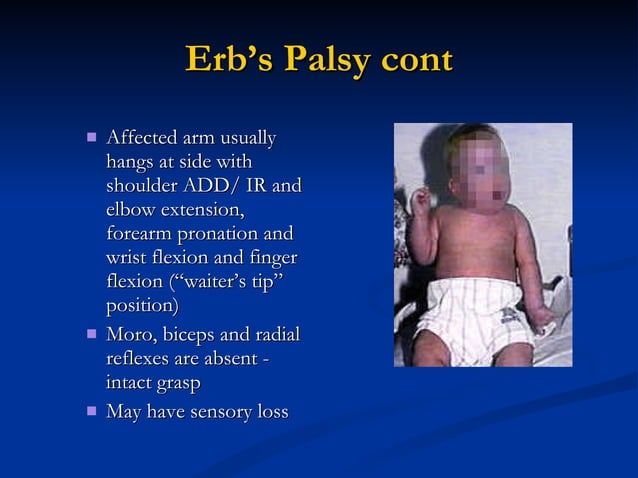 Erb’s Palsy cont
Affected arm usually
hangs at side with
shoulder ADD/ IR and
elbow extension,
forearm pronation and
wrist flexion and finger
flexion (“waiter’s tip”
position)
Moro, biceps and radial
reflexes are absent -
intact grasp
May have sensory loss